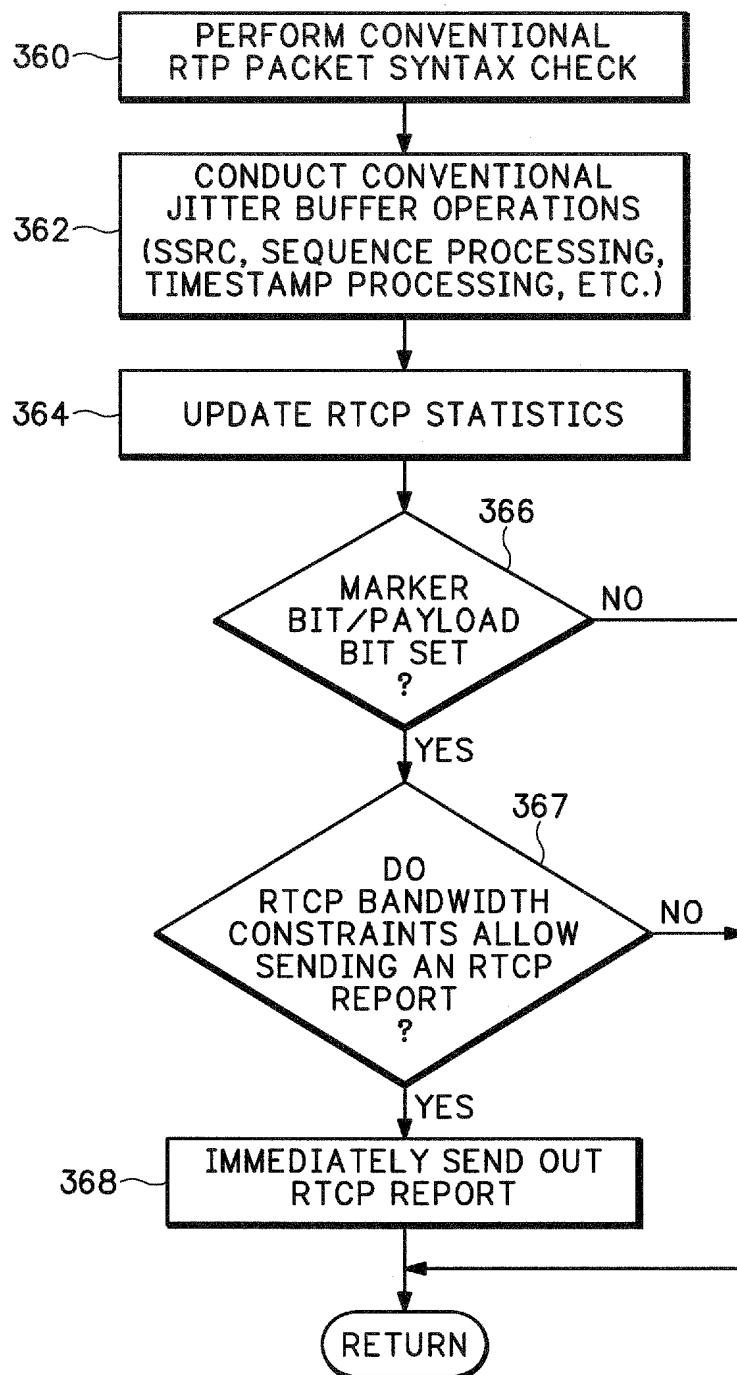 360
PERFORM CONVENTIONAL
RTP PACKET SYNTAX CHECK
362
CONDUCT CONVENTIONAL
JITTER BUFFER OPERATIONS
(SSRC, SEQUENCE PROCESSING,
TIMESTAMP PROCESSING, ETC.)
364
UPDATE RTCP STATISTICS
366
MARKER
BIT/PAYLOAD
BIT SET
?
NO
YES
367
DO
RTCP BANDWIDTH
CONSTRAINTS ALLOW
SENDING AN RTCP
REPORT
?
NO
YES
368
IMMEDIATELY SEND OUT
RTCP REPORT
RETURN